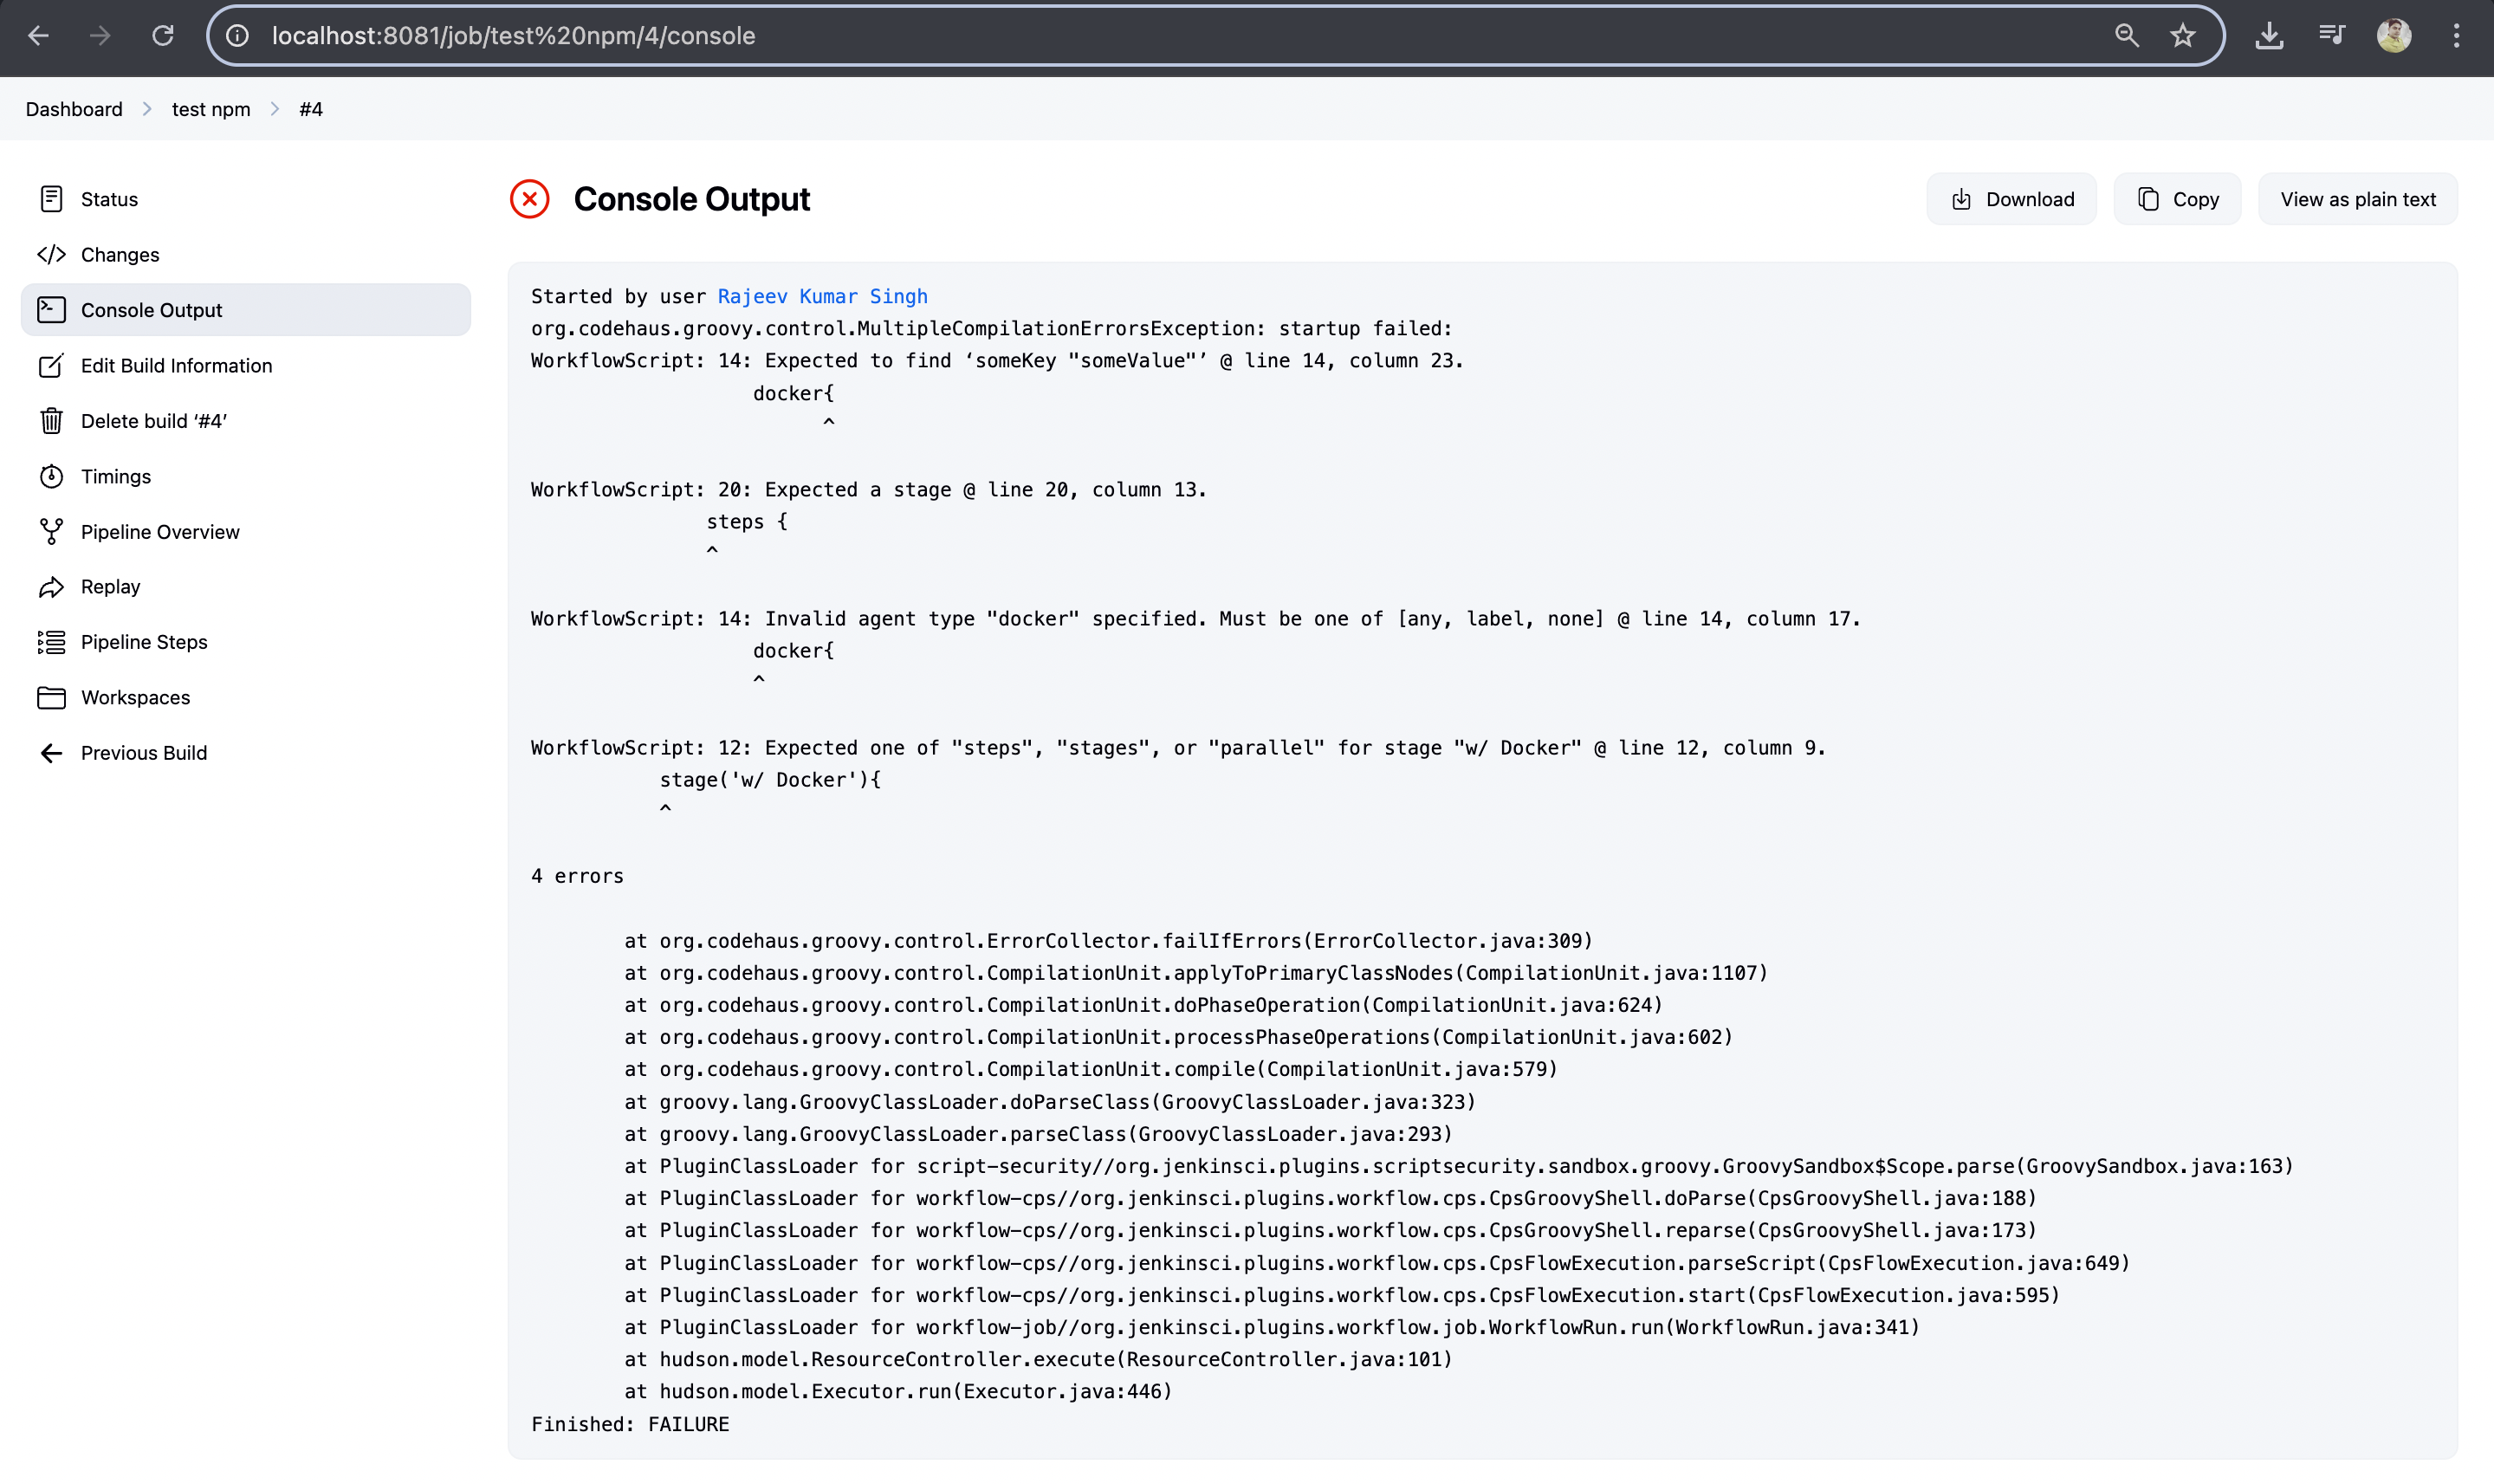 localhost:8081/job/test%20npm/4/console
Dashboard > test npm > #4
Status
Changes
Console Output
Edit Build Information
Delete build ‘#4’
Timings
Pipeline Overview
Replay
Pipeline Steps
Workspaces
Previous Build
Console Output
Download
Copy
View as plain text
Started by user Rajeev Kumar Singh
org.codehaus.groovy.control.MultipleCompilationErrorsException: startup failed:
WorkflowScript: 14: Expected to find ‘someKey "someValue"’ @ line 14, column 23.
                   docker{
                         ^

WorkflowScript: 20: Expected a stage @ line 20, column 13.
               steps {
               ^

WorkflowScript: 14: Invalid agent type "docker" specified. Must be one of [any, label, none] @ line 14, column 17.
                   docker{
                   ^

WorkflowScript: 12: Expected one of "steps", "stages", or "parallel" for stage "w/ Docker" @ line 12, column 9.
           stage('w/ Docker'){
           ^

4 errors

	at org.codehaus.groovy.control.ErrorCollector.failIfErrors(ErrorCollector.java:309)
	at org.codehaus.groovy.control.CompilationUnit.applyToPrimaryClassNodes(CompilationUnit.java:1107)
	at org.codehaus.groovy.control.CompilationUnit.doPhaseOperation(CompilationUnit.java:624)
	at org.codehaus.groovy.control.CompilationUnit.processPhaseOperations(CompilationUnit.java:602)
	at org.codehaus.groovy.control.CompilationUnit.compile(CompilationUnit.java:579)
	at groovy.lang.GroovyClassLoader.doParseClass(GroovyClassLoader.java:323)
	at groovy.lang.GroovyClassLoader.parseClass(GroovyClassLoader.java:293)
	at PluginClassLoader for script-security//org.jenkinsci.plugins.scriptsecurity.sandbox.groovy.GroovySandbox$Scope.parse(GroovySandbox.java:163)
	at PluginClassLoader for workflow-cps//org.jenkinsci.plugins.workflow.cps.CpsGroovyShell.doParse(CpsGroovyShell.java:188)
	at PluginClassLoader for workflow-cps//org.jenkinsci.plugins.workflow.cps.CpsGroovyShell.reparse(CpsGroovyShell.java:173)
	at PluginClassLoader for workflow-cps//org.jenkinsci.plugins.workflow.cps.CpsFlowExecution.parseScript(CpsFlowExecution.java:649)
	at PluginClassLoader for workflow-cps//org.jenkinsci.plugins.workflow.cps.CpsFlowExecution.start(CpsFlowExecution.java:595)
	at PluginClassLoader for workflow-job//org.jenkinsci.plugins.workflow.job.WorkflowRun.run(WorkflowRun.java:341)
	at hudson.model.ResourceController.execute(ResourceController.java:101)
	at hudson.model.Executor.run(Executor.java:446)
Finished: FAILURE